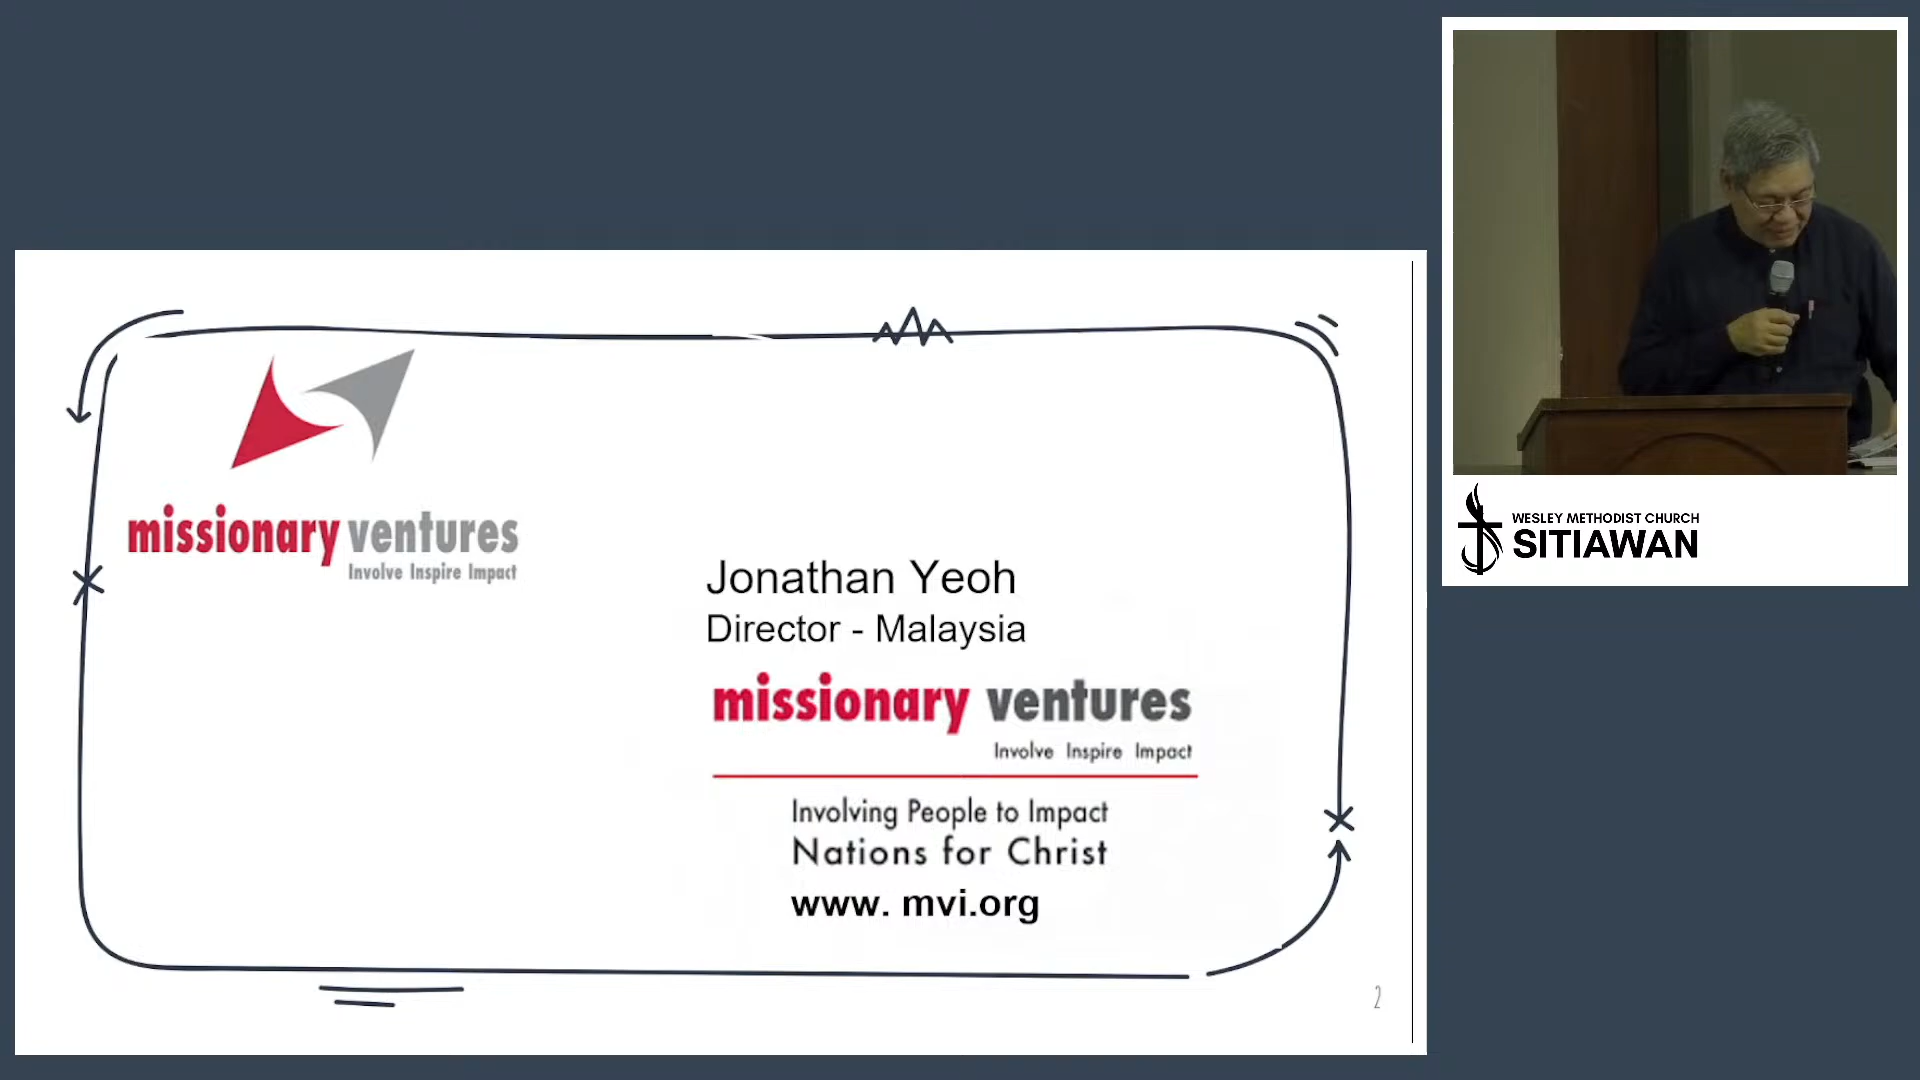 missionary ventures
Involve Inspire Impact
Jonathan Yeoh
Director - Malaysia
missionary ventures
Involve Inspire Impact
Involving People to Impact
Nations for Christ
www. mvi.org
2
WESLEY METHODIST CHURCH
SITIAWAN